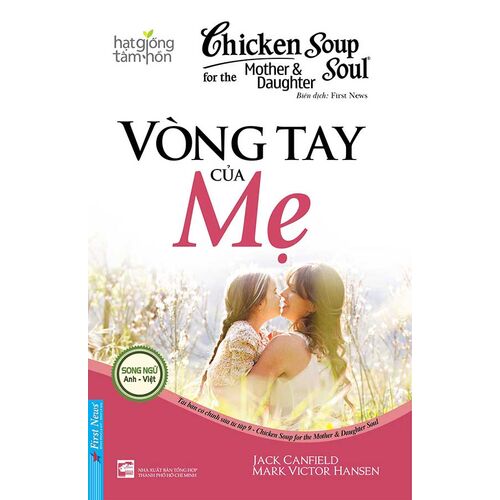 hạt giống
tâm hồn
Chicken Soup
for the Mother & Daughter Soul®
Biên dịch: First News
VÒNG TAY
CỦA
Mẹ
SONG NGỮ
Anh - Việt
Tái bản có chỉnh sửa từ tập 9 - Chicken Soup for the Mother & Daughter Soul
First News
JACK CANFIELD
MARK VICTOR HANSEN
NHÀ XUẤT BẢN TỔNG HỢP
THÀNH PHỐ HỒ CHÍ MINH